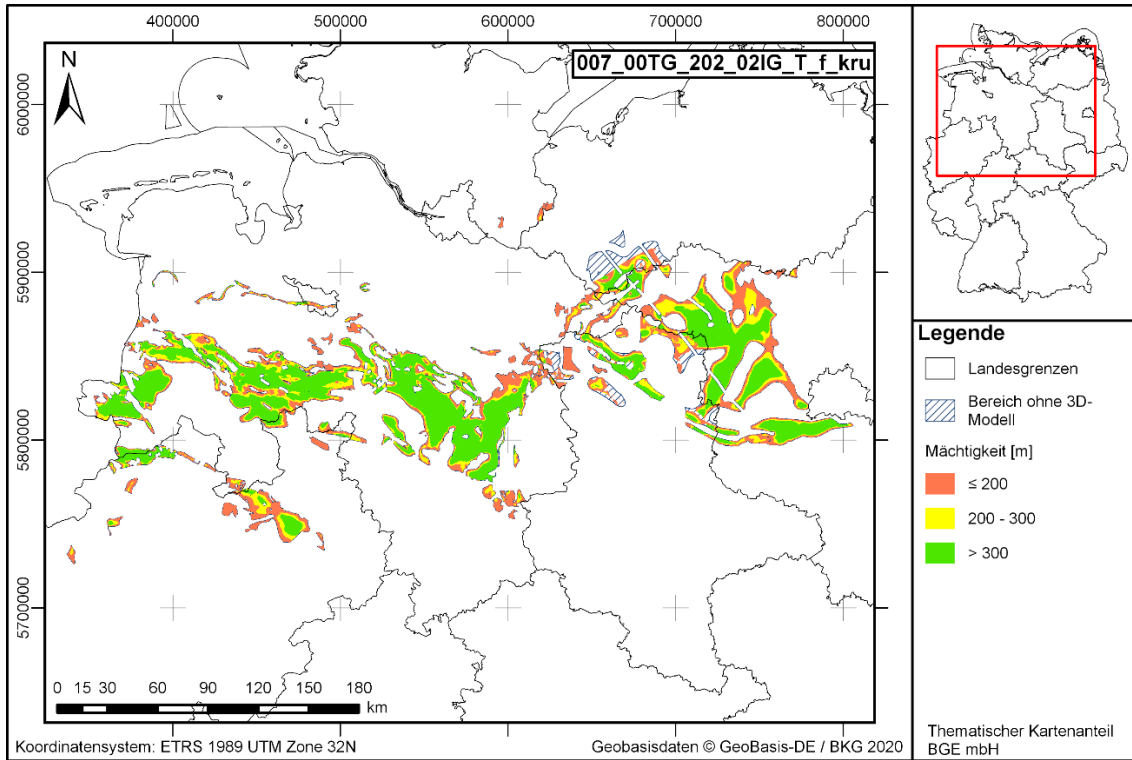 400000 500000 600000 700000 800000
007_00TG_202_02IG_T_f_kru
N
6000000
5900000
5800000
5700000
0 15 30 60 90 120 150 180
km
Koordinatensystem: ETRS 1989 UTM Zone 32N
Geobasisdaten © GeoBasis-DE / BKG 2020
Legende
Landesgrenzen
Bereich ohne 3D-
Modell
Mächtigkeit [m]
≤ 200
200 - 300
> 300
Thematischer Kartenanteil
BGE mbH